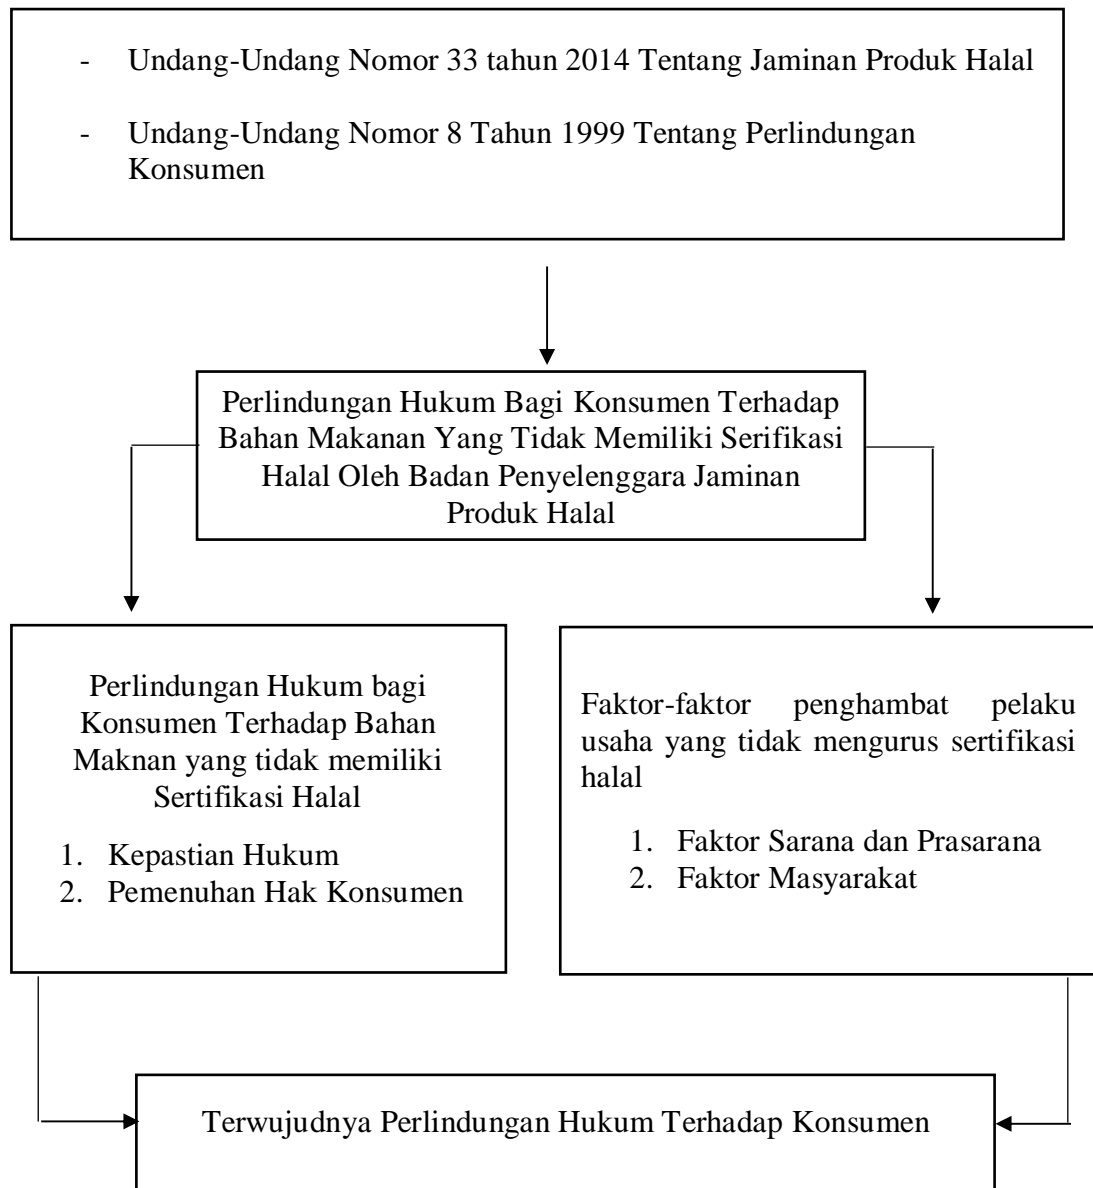 - Undang-Undang Nomor 33 tahun 2014 Tentang Jaminan Produk Halal
- Undang-Undang Nomor 8 Tahun 1999 Tentang Perlindungan
Konsumen
Perlindungan Hukum Bagi Konsumen Terhadap
Bahan Makanan Yang Tidak Memiliki Serifikasi
Halal Oleh Badan Penyelenggara Jaminan
Produk Halal
Perlindungan Hukum bagi
Konsumen Terhadap Bahan
Maknan yang tidak memiliki
Sertifikasi Halal
1. Kepastian Hukum
2. Pemenuhan Hak Konsumen
Faktor-faktor penghambat pelaku
usaha yang tidak mengurus sertifikasi
halal
1. Faktor Sarana dan Prasarana
2. Faktor Masyarakat
Terwujudnya Perlindungan Hukum Terhadap Konsumen